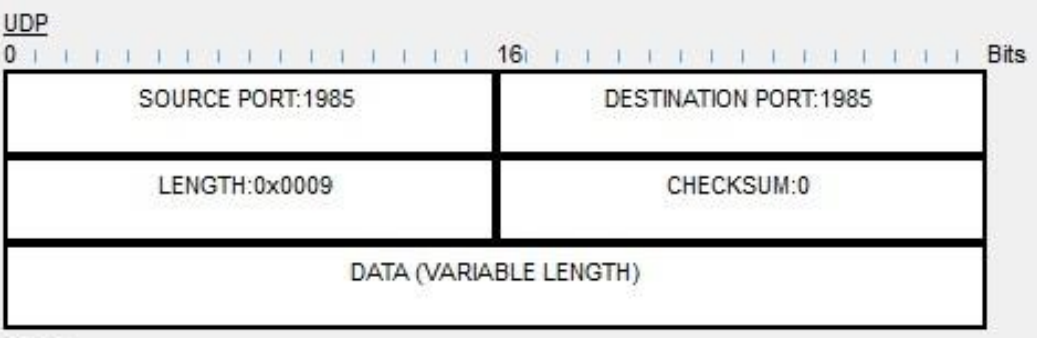 UDP
0 16 Bits
SOURCE PORT:1985 DESTINATION PORT:1985
LENGTH:0x0009 CHECKSUM:0
DATA (VARIABLE LENGTH)